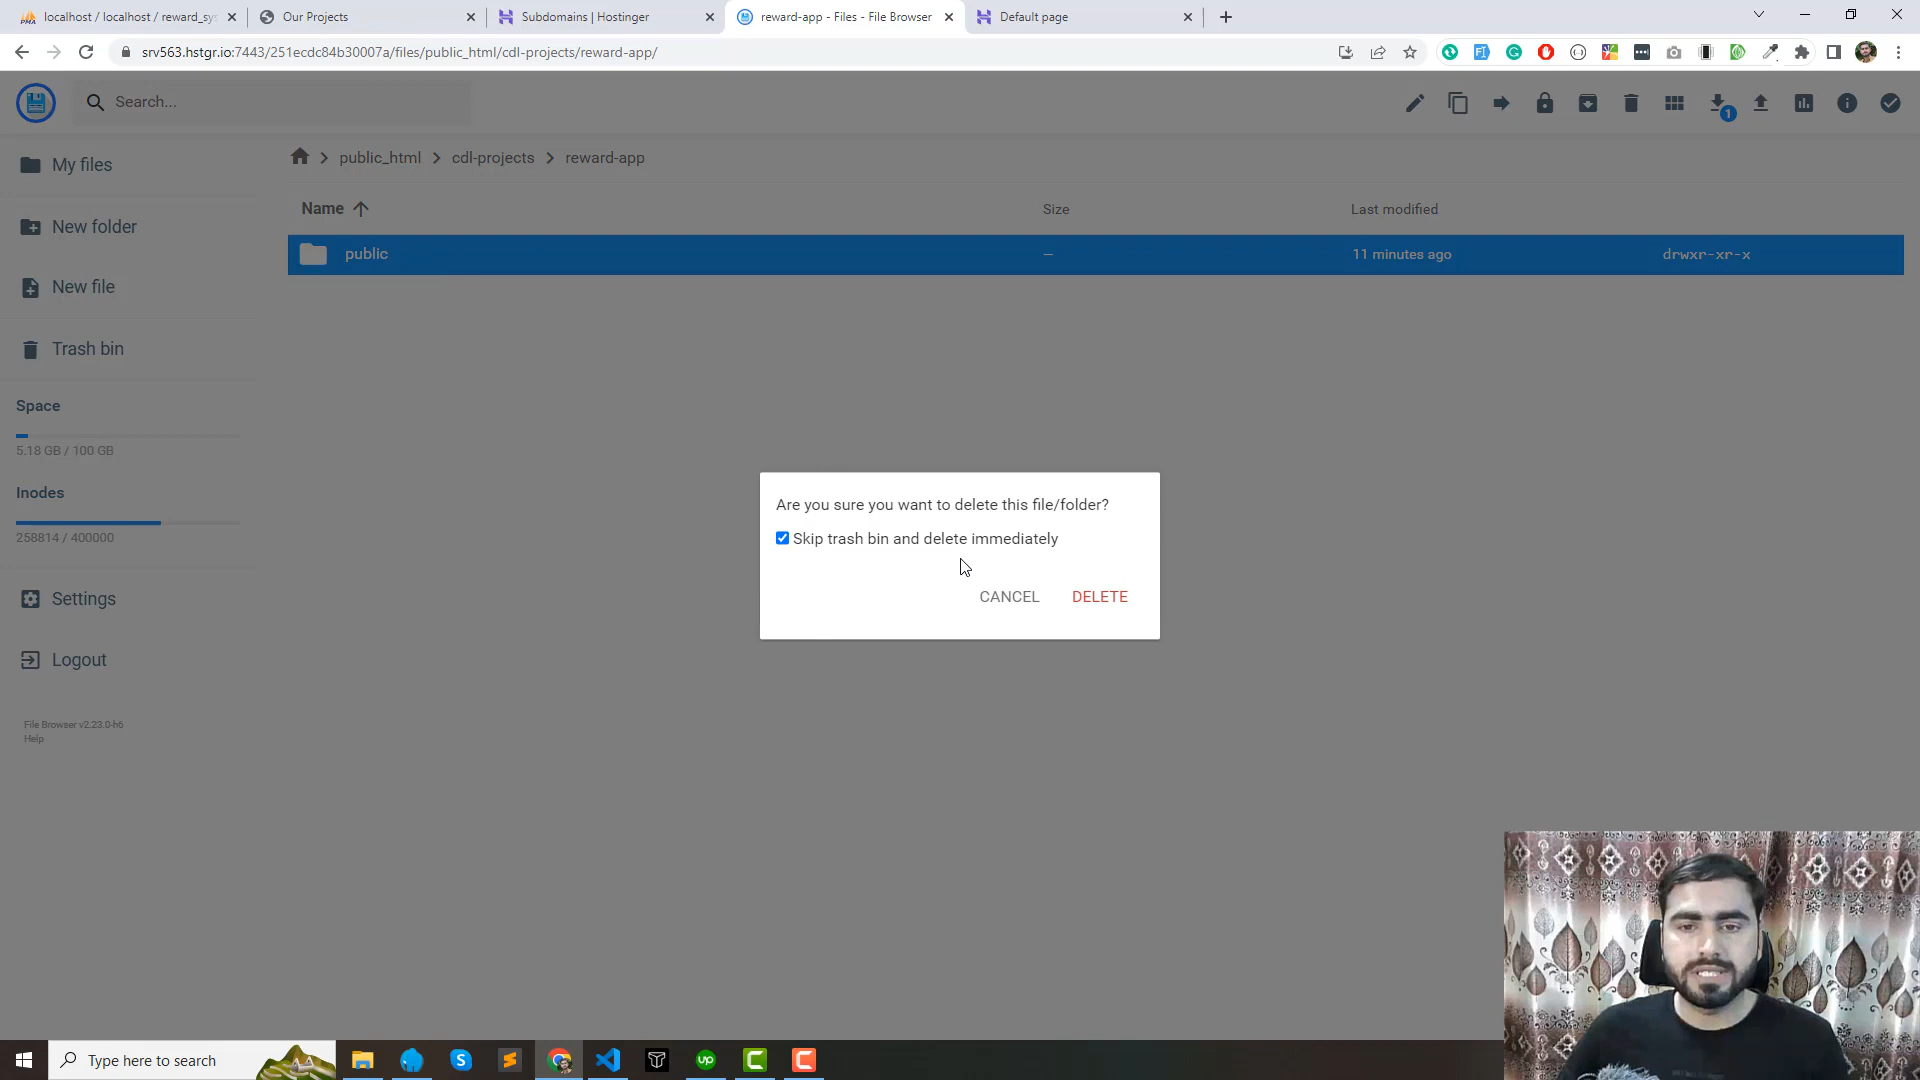 localhost / localhost / reward_sy
Our Projects
Subdomains | Hostinger
reward-app - Files - File Browser
Default page
srv563.hstgr.io:7443/251ecdc84b30007a/files/public_html/cdl-projects/reward-app/
Search...
1
My files
New folder
New file
Trash bin
Space
5.18 GB / 100 GB
Inodes
258814 / 400000
Settings
Logout
File Browser v2.23.0-h6
Help
public_html
cdl-projects
reward-app
Name
Size
Last modified
public
—
11 minutes ago
drwxr-xr-x
Are you sure you want to delete this file/folder?
Skip trash bin and delete immediately
CANCEL
DELETE
Type here to search